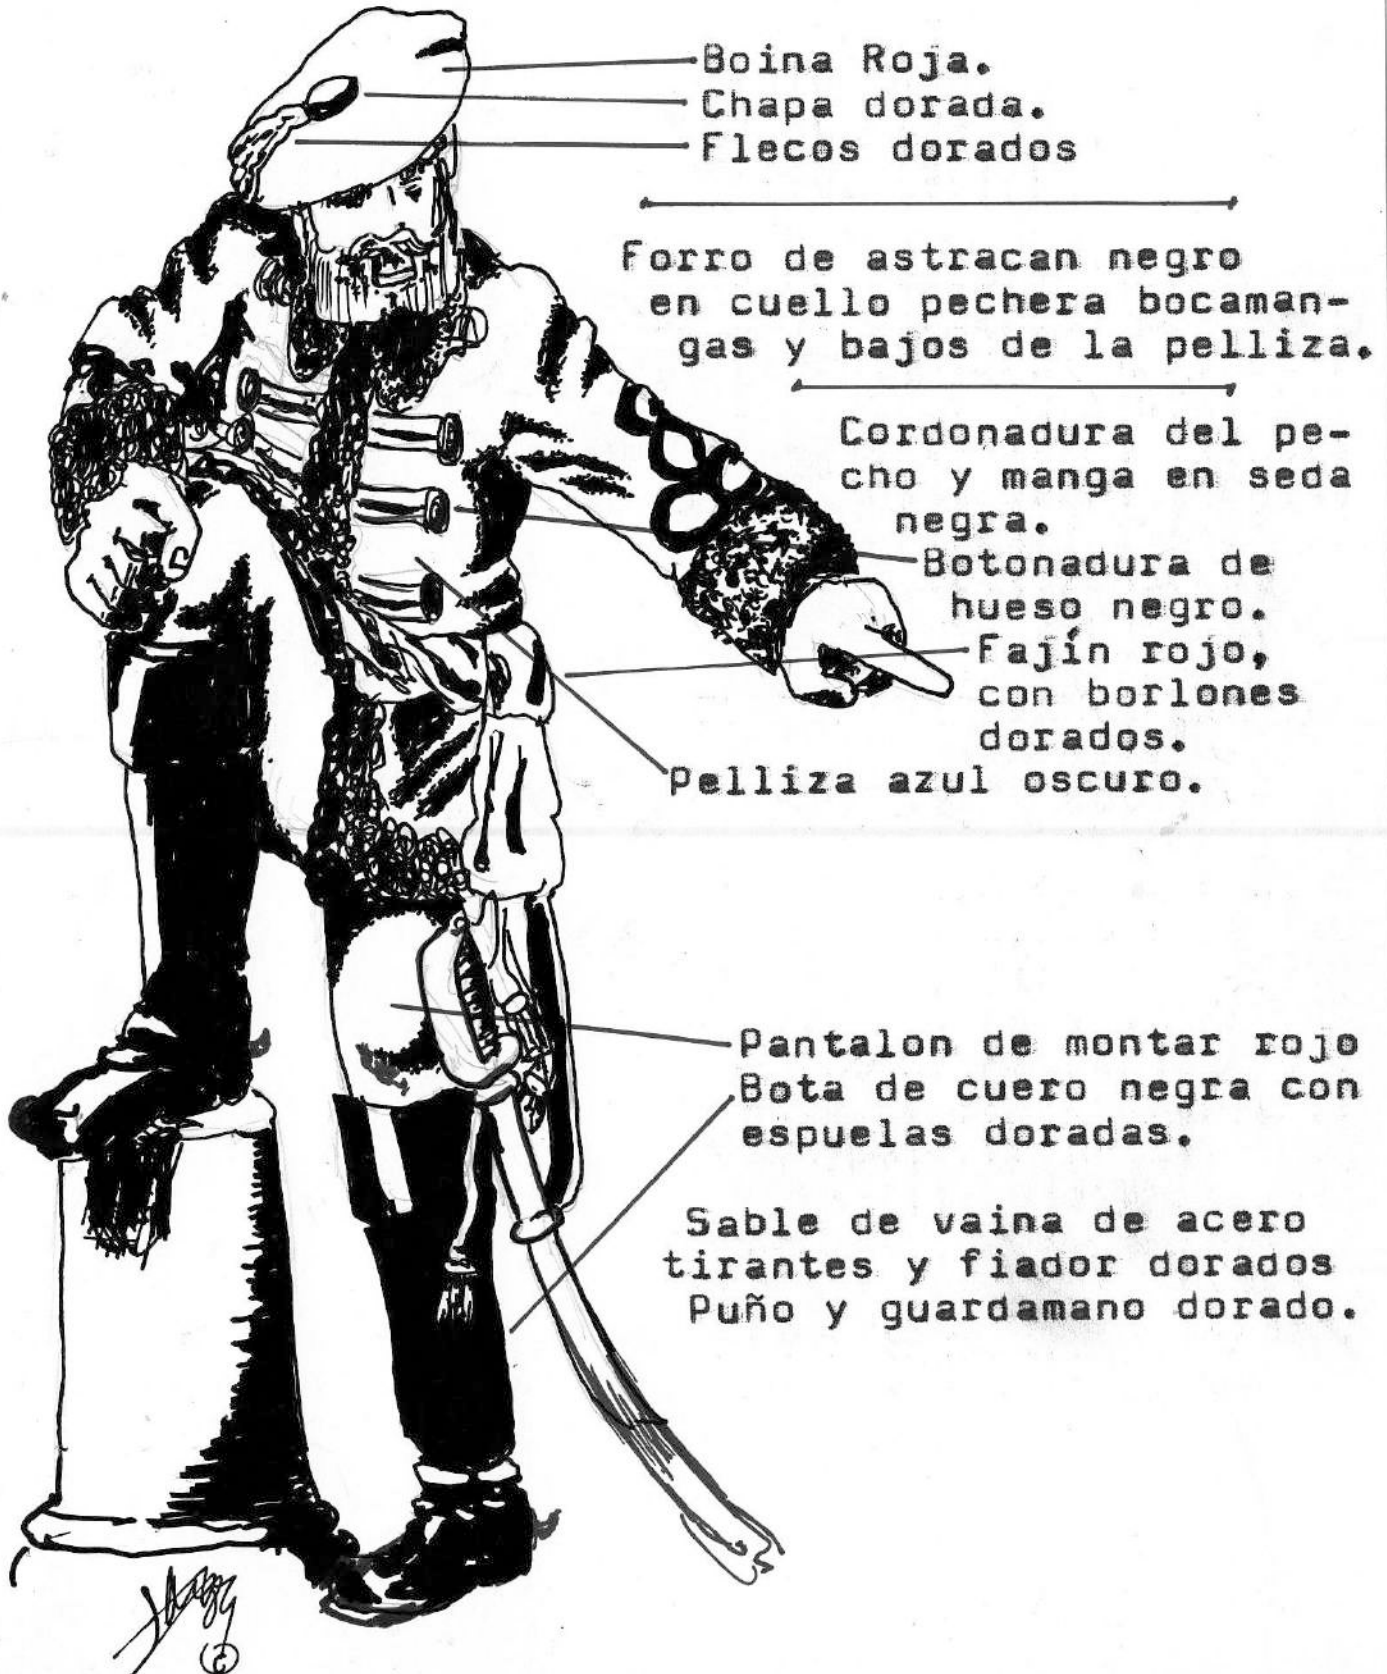 Boina Roja.
Chapa dorada.
Flecos dorados
Forro de astracan negro
en cuello pechera bocaman-
gas y bajos de la pelliza.
Cordonadura del pe-
cho y manga en seda
negra.
Botonadura de
hueso negro.
Fajín rojo,
con borlones
dorados.
Pelliza azul oscuro.
Pantalon de montar rojo
Bota de cuero negra con
espuelas doradas.
Sable de vaina de acero
tirantes y fiador dorados
Puño y guardamano dorado.